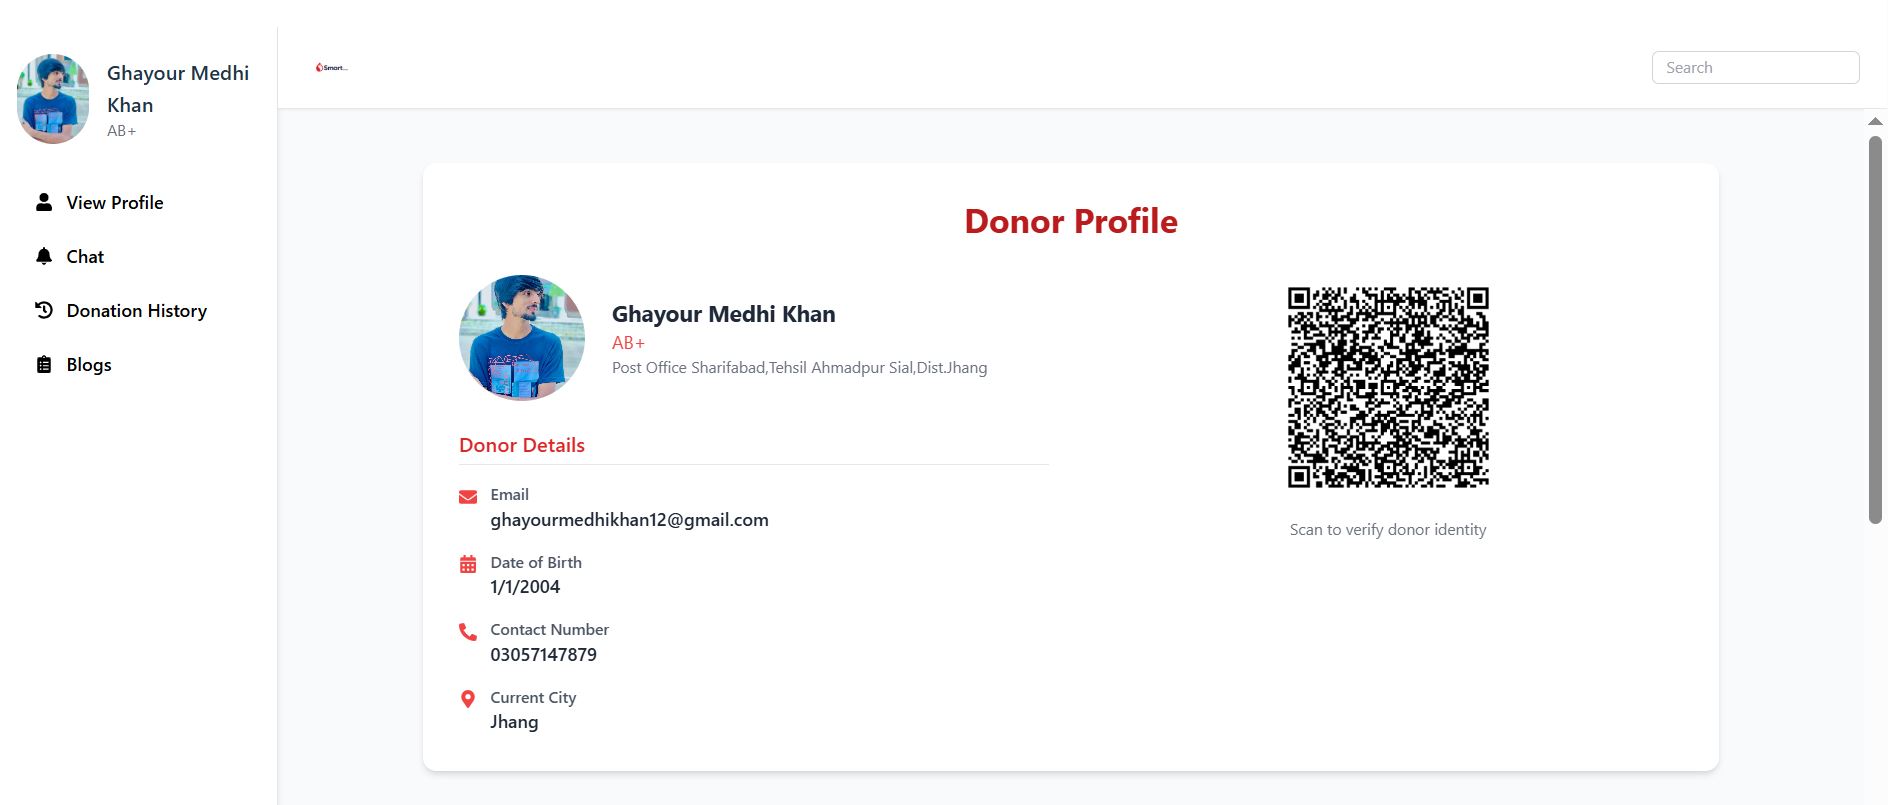 Ghayour Medhi
Khan
AB+
View Profile
Chat
Donation History
Blogs
Smart...
Search
Donor Profile
Ghayour Medhi Khan
AB+
Post Office Sharifabad,Tehsil Ahmadpur Sial,Dist.Jhang
Donor Details
Email
ghayourmedhikhan12@gmail.com
Date of Birth
1/1/2004
Contact Number
03057147879
Current City
Jhang
Scan to verify donor identity